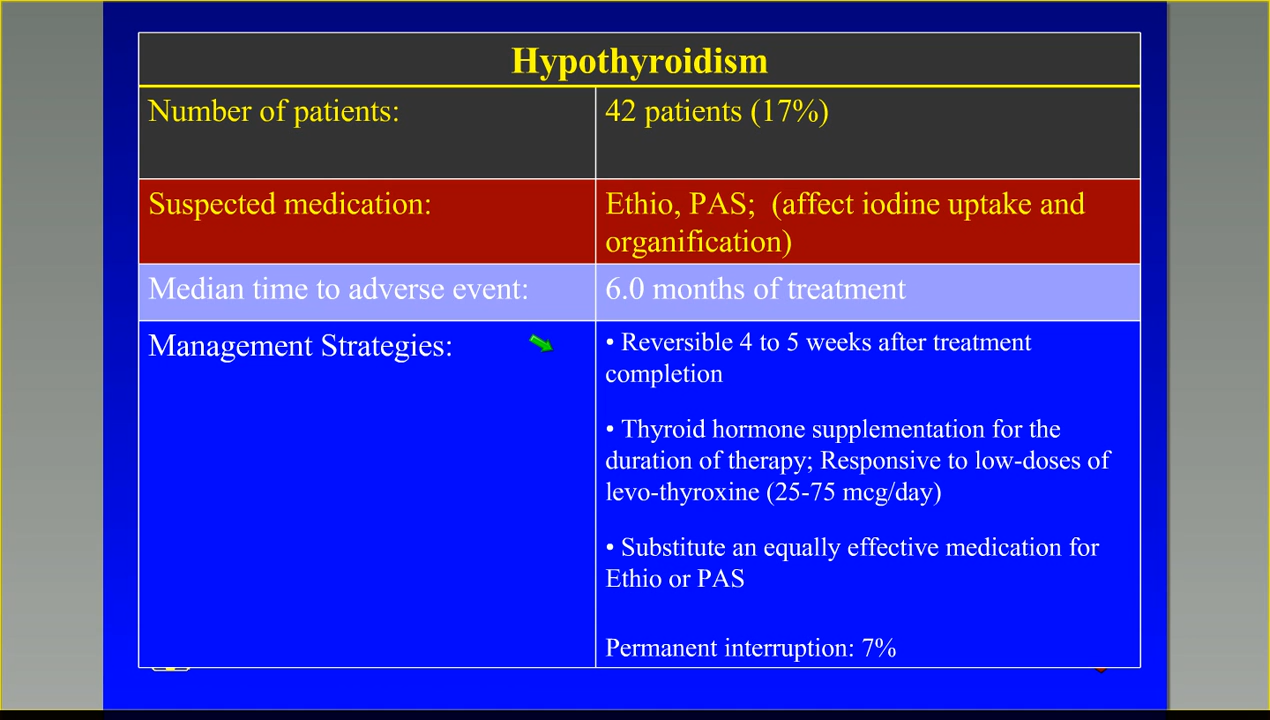 Hypothyroidism
Number of patients:
42 patients (17%)
Suspected medication:
Ethio, PAS;  (affect iodine uptake and
organification)
Median time to adverse event:
6.0 months of treatment
Management Strategies:
• Reversible 4 to 5 weeks after treatment
completion
• Thyroid hormone supplementation for the
duration of therapy; Responsive to low-doses of
levo-thyroxine (25-75 mcg/day)
• Substitute an equally effective medication for
Ethio or PAS
Permanent interruption: 7%